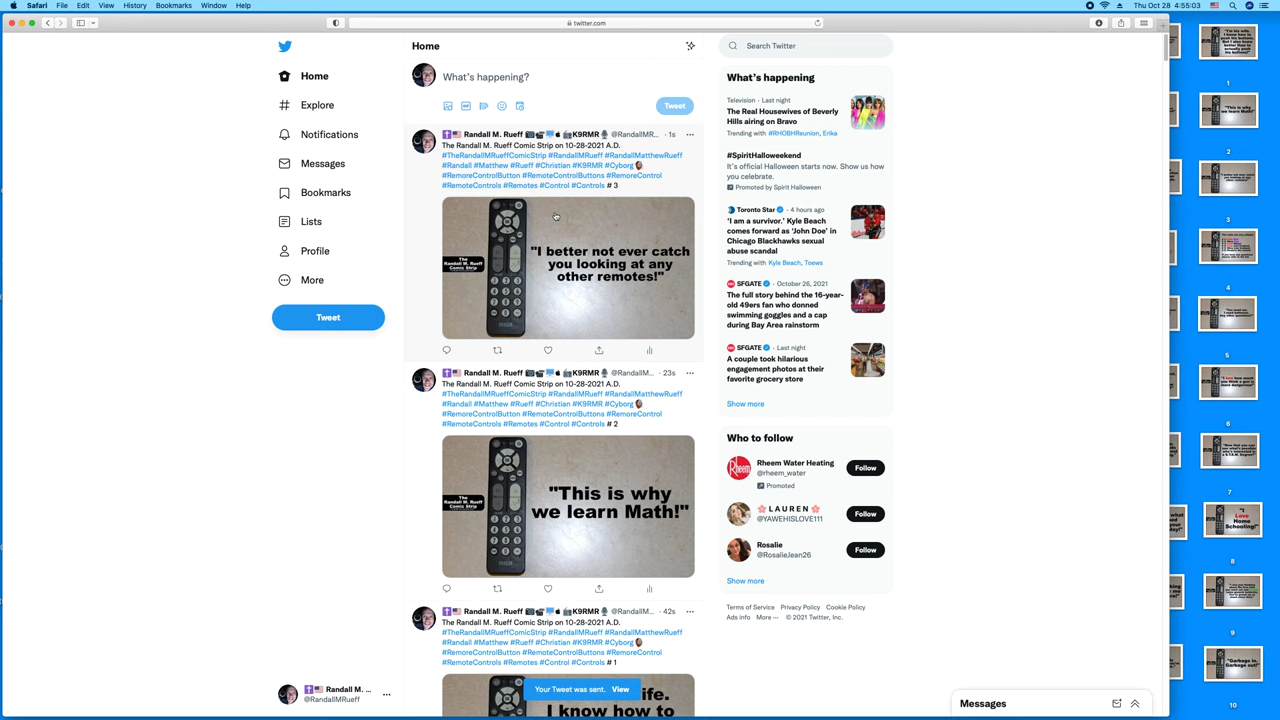 Safari File Edit View History Bookmarks Window Help
Thu Oct 28 4:55:03
twitter.com
Home
Explore
Notifications
Messages
Bookmarks
Lists
Profile
More
Tweet
Randall M. ...
@RandallMRueff
Home
What's happening?
Tweet
Randall M. Rueff K9RMR @RandallMR... · 1s
The Randall M. Rueff Comic Strip on 10-28-2021 A.D.
#TheRandallMRueffComicStrip #RandallMRueff #RandallMatthewRueff
#Randall #Matthew #Rueff #Christian #K9RMR #Cyborg
#RemoreControlButton #RemoteControlButtons #RemoreControl
#RemoteControls #Remotes #Control #Controls # 3
The
Randall M. Rueff
Comic Strip
"I better not ever catch
you looking at any
other remotes!"
Randall M. Rueff K9RMR @RandallM... · 23s
The Randall M. Rueff Comic Strip on 10-28-2021 A.D.
#TheRandallMRueffComicStrip #RandallMRueff #RandallMatthewRueff
#Randall #Matthew #Rueff #Christian #K9RMR #Cyborg
#RemoreControlButton #RemoteControlButtons #RemoreControl
#RemoteControls #Remotes #Control #Controls # 2
The
Randall M. Rueff
Comic Strip
"This is why
we learn Math!"
Randall M. Rueff K9RMR @RandallM... · 42s
The Randall M. Rueff Comic Strip on 10-28-2021 A.D.
#TheRandallMRueffComicStrip #RandallMRueff #RandallMatthewRueff
#Randall #Matthew #Rueff #Christian #K9RMR #Cyborg
#RemoreControlButton #RemoteControlButtons #RemoreControl
#RemoteControls #Remotes #Control #Controls # 1
ife.
I know how to
Your Tweet was sent. View
Search Twitter
What's happening
Television · Last night
The Real Housewives of Beverly
Hills airing on Bravo
Trending with #RHOBHReunion, Erika
#SpiritHalloweekend
It's official Halloween starts now. Show us how
you celebrate.
Promoted by Spirit Halloween
Toronto Star · 4 hours ago
'I am a survivor.' Kyle Beach
comes forward as 'John Doe' in
Chicago Blackhawks sexual
abuse scandal
Trending with Kyle Beach, Toews
SFGATE · October 26, 2021
The full story behind the 16-year-
old 49ers fan who donned
swimming goggles and a cap
during Bay Area rainstorm
SFGATE · Last night
A couple took hilarious
engagement photos at their
favorite grocery store
Show more
Who to follow
Rheem Water Heating
@rheem_water
Promoted
Follow
L A U R E N
@YAWEHISLOVE111
Follow
Rosalie
@RosalieJean26
Follow
Show more
Terms of Service Privacy Policy Cookie Policy
Ads info More ··· © 2021 Twitter, Inc.
Messages
1
"This is why
we learn Math!"
2
3
4
5
6
7
"I Love
Home
Schooling!"
8
9
"Garbage in.
Garbage out!"
10